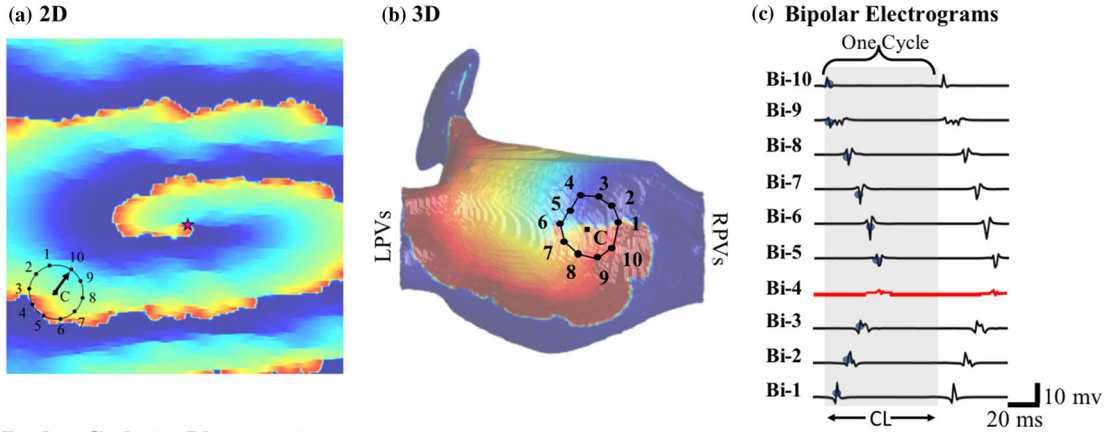 (a) 2D
(b) 3D
(c) Bipolar Electrograms
One Cycle
Bi-10
Bi-9
Bi-8
Bi-7
Bi-6
Bi-5
Bi-4
Bi-3
Bi-2
Bi-1
CL
10 mv
20 ms
1
10
2
9
3
C
8
4
5
6
7
LPVs
4
3
2
5
6
1
C
7
10
8
9
RPVs